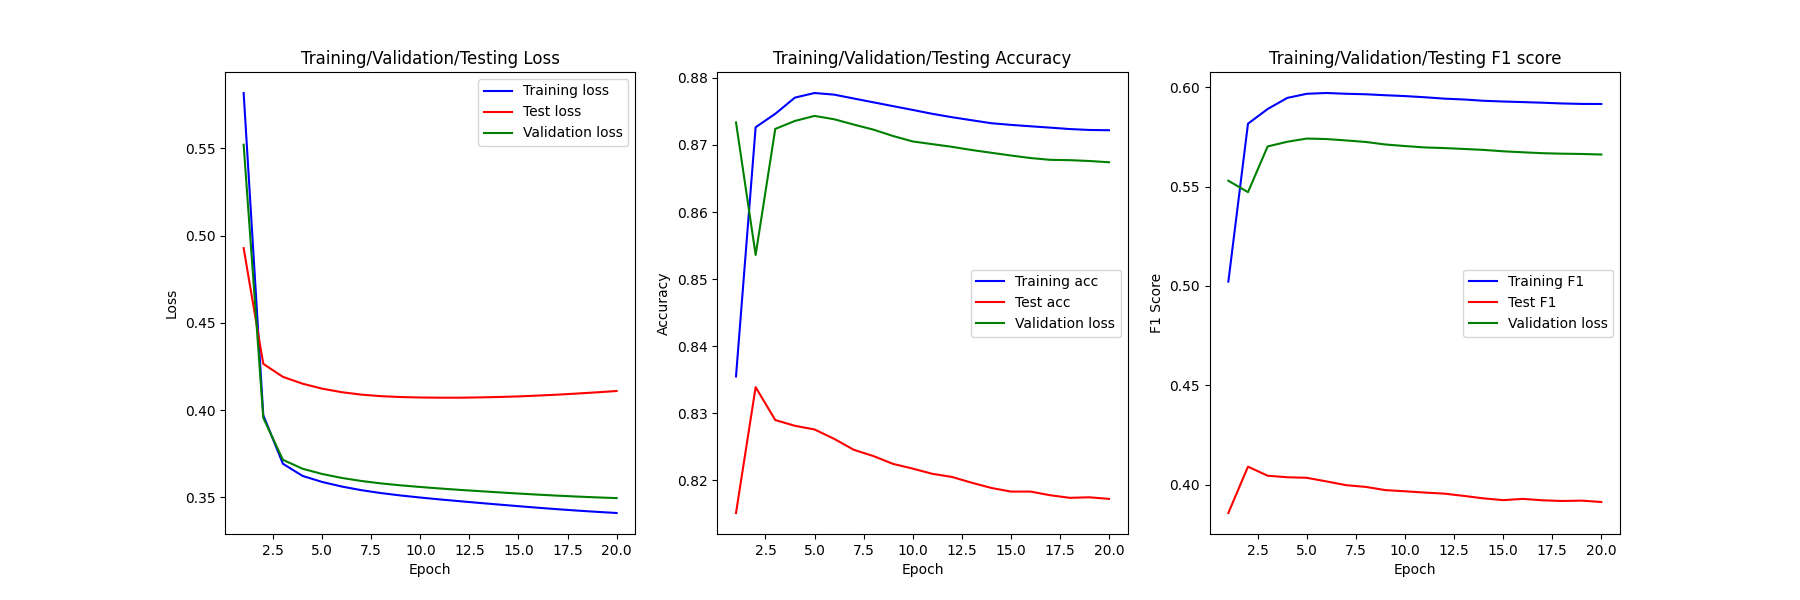 Training/Validation/Testing Loss
Training loss
Test loss
Validation loss
0.55
0.50
0.45
0.40
0.35
Loss
2.5 5.0 7.5 10.0 12.5 15.0 17.5 20.0
Epoch
Training/Validation/Testing Accuracy
0.88
0.87
0.86
0.85
0.84
0.83
0.82
Accuracy
Training acc
Test acc
Validation loss
2.5 5.0 7.5 10.0 12.5 15.0 17.5 20.0
Epoch
Training/Validation/Testing F1 score
0.60
0.55
0.50
0.45
0.40
F1 Score
Training F1
Test F1
Validation loss
2.5 5.0 7.5 10.0 12.5 15.0 17.5 20.0
Epoch